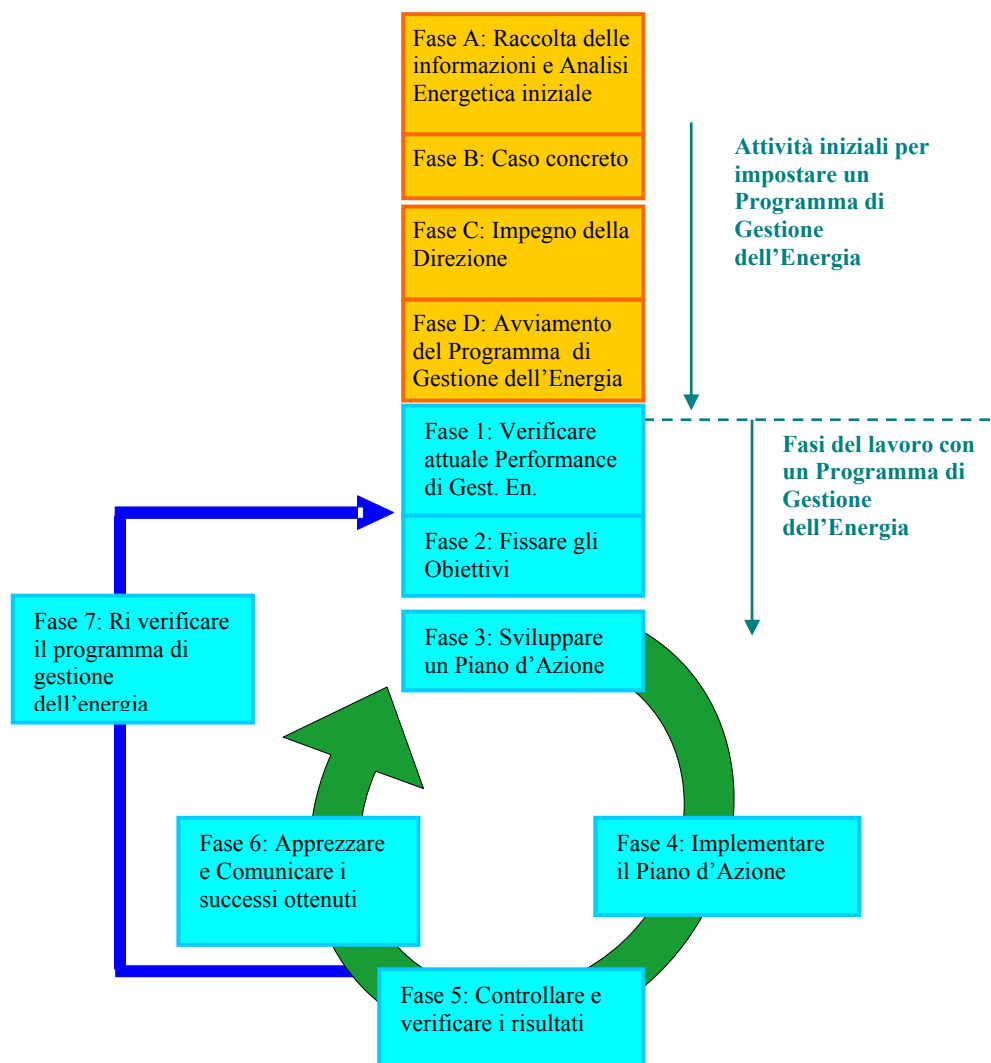 Fase A: Raccolta delle
informazioni e Analisi
Energetica iniziale
Fase B: Caso concreto
Fase C: Impegno della
Direzione
Fase D: Avviamento
del Programma di
Gestione dell’Energia
Attività iniziali per
impostare un
Programma di
Gestione
dell’Energia
Fase 1: Verificare
attuale Performance
di Gest. En.
Fase 2: Fissare gli
Obiettivi
Fasi del lavoro con
un Programma di
Gestione
dell’Energia
Fase 3: Sviluppare
un Piano d’Azione
Fase 4: Implementare
il Piano d’Azione
Fase 5: Controllare e
verificare i risultati
Fase 6: Apprezzare
e Comunicare i
successi ottenuti
Fase 7: Ri verificare
il programma di
gestione
dell’energia